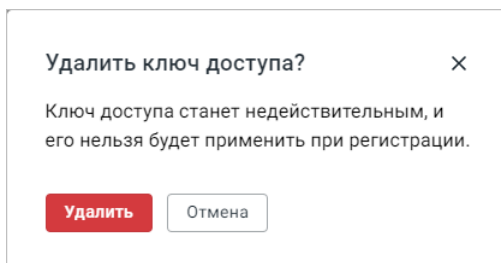 Удалить ключ доступа?
Ключ доступа станет недействительным, и
его нельзя будет применить при регистрации.
Удалить
Отмена